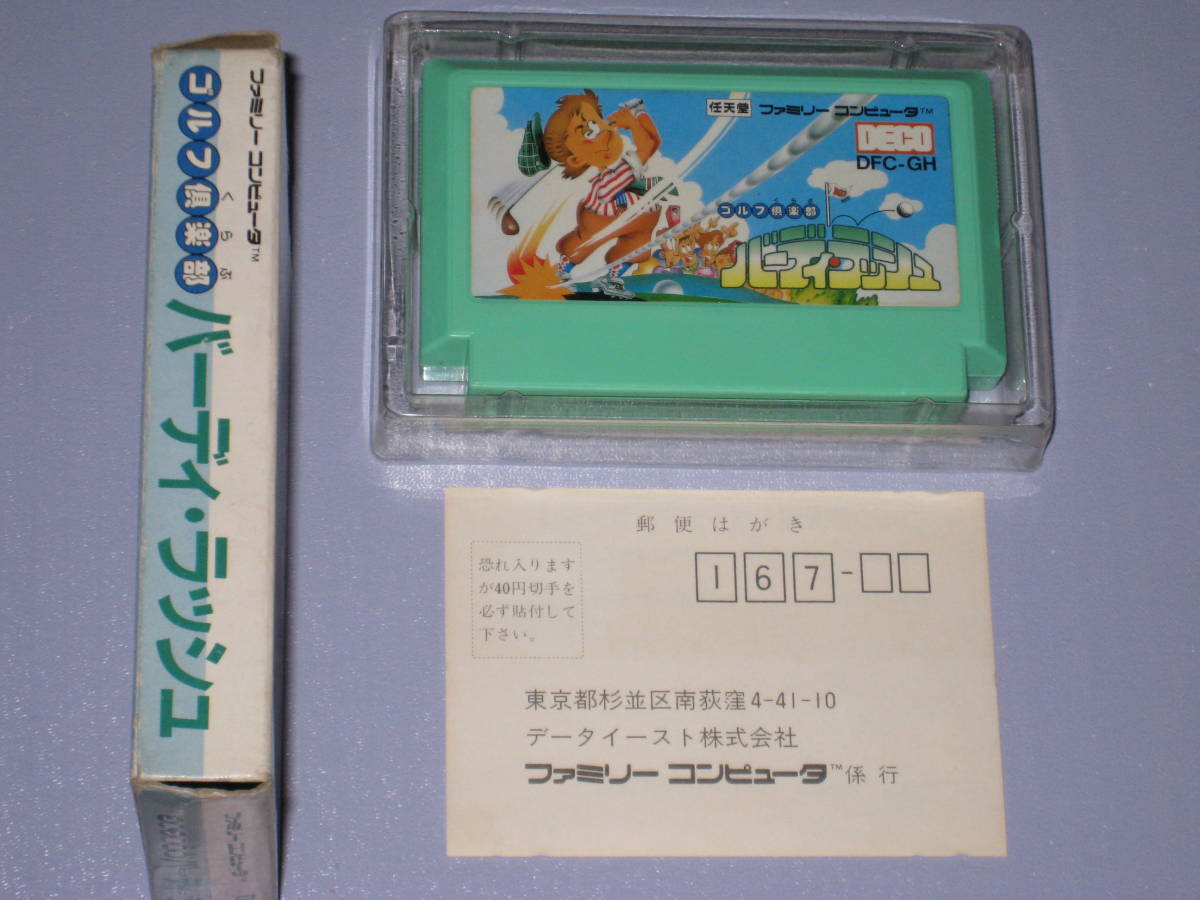 ファミリー コンピュータ™
ゴルフ倶楽部
くらぶ
バーディ・ラッシュ
任天堂 ファミリー コンピュータ™
DECO
DFC-GH
ゴルフ倶楽部
バーディラッシュ
郵便はがき
恐れ入ります
が40円切手を
必ず貼付して
下さい。
167-
東京都杉並区南荻窪4-41-10
データイースト株式会社
ファミリー コンピュータ™係 行